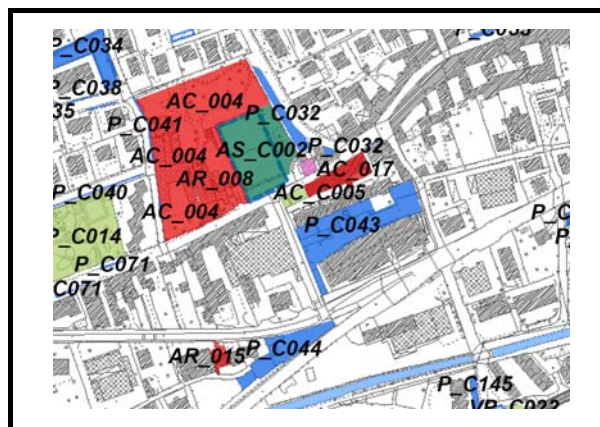 P_C034
P_C038
35
AC_004
P_C032
P_C041
AS_C002
P_C032
AC_004
AC_017
AR_008
AC_C005
P_C040
AC_004
P_C043
P_C014
P_C071
C071
AR_015
P_C044
P_C145